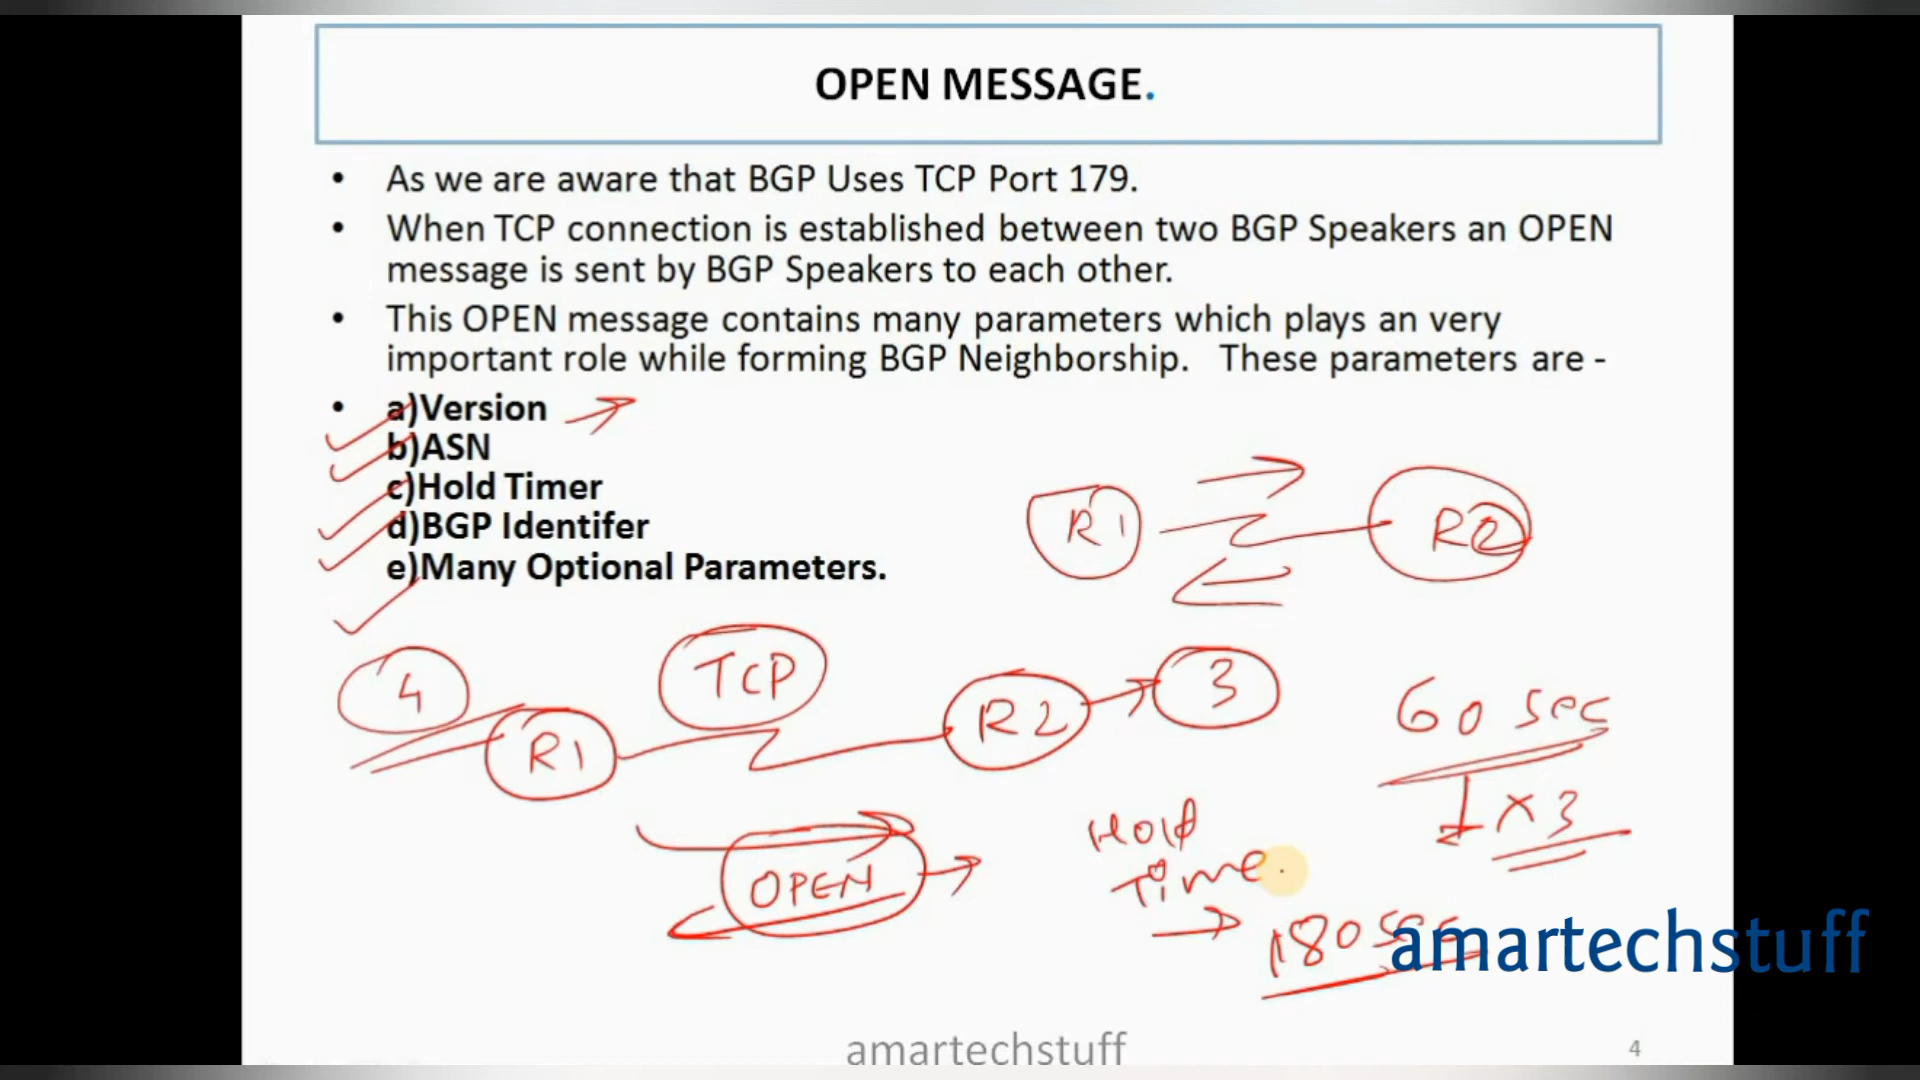 OPEN MESSAGE.
• As we are aware that BGP Uses TCP Port 179.
• When TCP connection is established between two BGP Speakers an OPEN
message is sent by BGP Speakers to each other.
• This OPEN message contains many parameters which plays an very
important role while forming BGP Neighborship. These parameters are -
• a)Version
b)ASN
c)Hold Timer
d)BGP Identifer
e)Many Optional Parameters.
R1 R2
4 R1 TCP R2 3
60 sec
x 3
OPEN
Hold
Time
180 sec
amartechstuff
amartechstuff
4